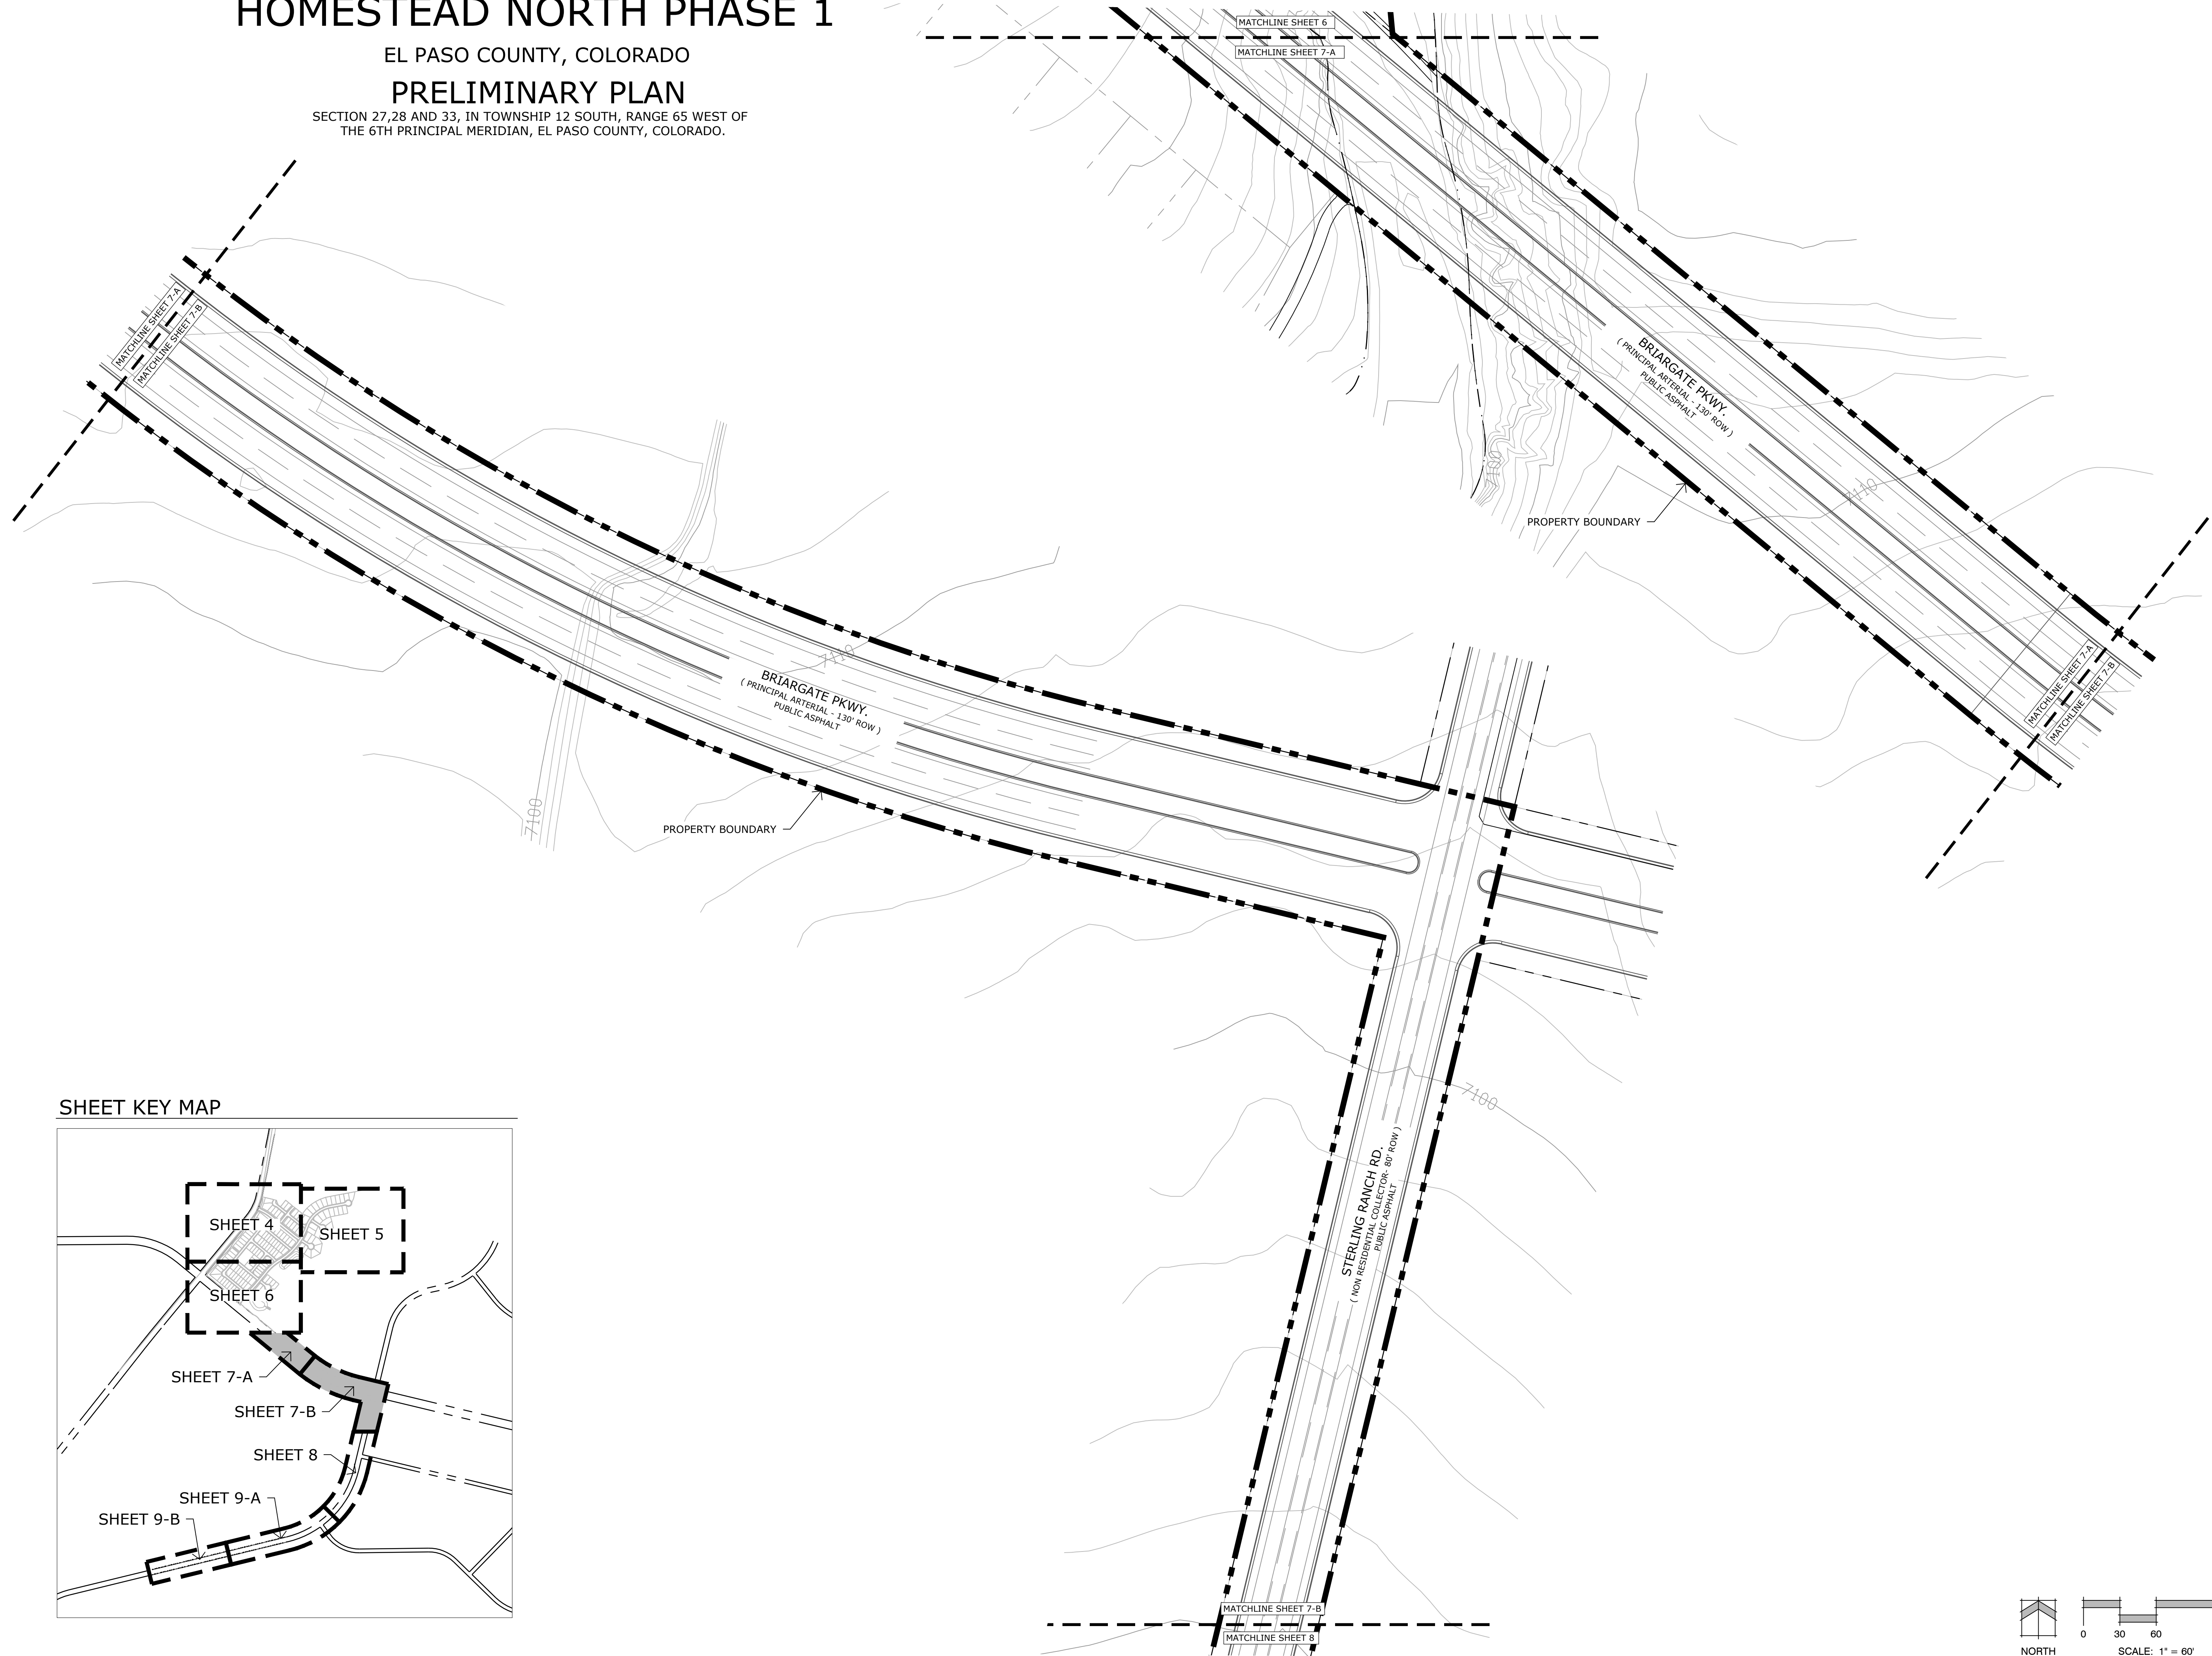 HOMESTEAD NORTH PHASE 1
EL PASO COUNTY, COLORADO
PRELIMINARY PLAN
SECTION 27,28 AND 33, IN TOWNSHIP 12 SOUTH, RANGE 65 WEST OF
THE 6TH PRINCIPAL MERIDIAN, EL PASO COUNTY, COLORADO.
MATCHLINE SHEET 6
MATCHLINE SHEET 7-A
BRIARGATE PKWY.
( PRINCIPAL ARTERIAL - 130' ROW )
PUBLIC ASPHALT
7100
7110
PROPERTY BOUNDARY
MATCHLINE SHEET 7-A
MATCHLINE SHEET 7-B
MATCHLINE SHEET 7-A
MATCHLINE SHEET 7-B
7110
BRIARGATE PKWY.
( PRINCIPAL ARTERIAL - 130' ROW )
PUBLIC ASPHALT
7100
PROPERTY BOUNDARY
7100
STERLING RANCH RD.
( NON RESIDENTIAL COLLECTOR- 80' ROW )
PUBLIC ASPHALT
MATCHLINE SHEET 7-B
MATCHLINE SHEET 8
SHEET KEY MAP
SHEET 4
SHEET 5
SHEET 6
SHEET 7-A
SHEET 7-B
SHEET 8
SHEET 9-A
SHEET 9-B
NORTH
0 30 60
SCALE: 1" = 60'